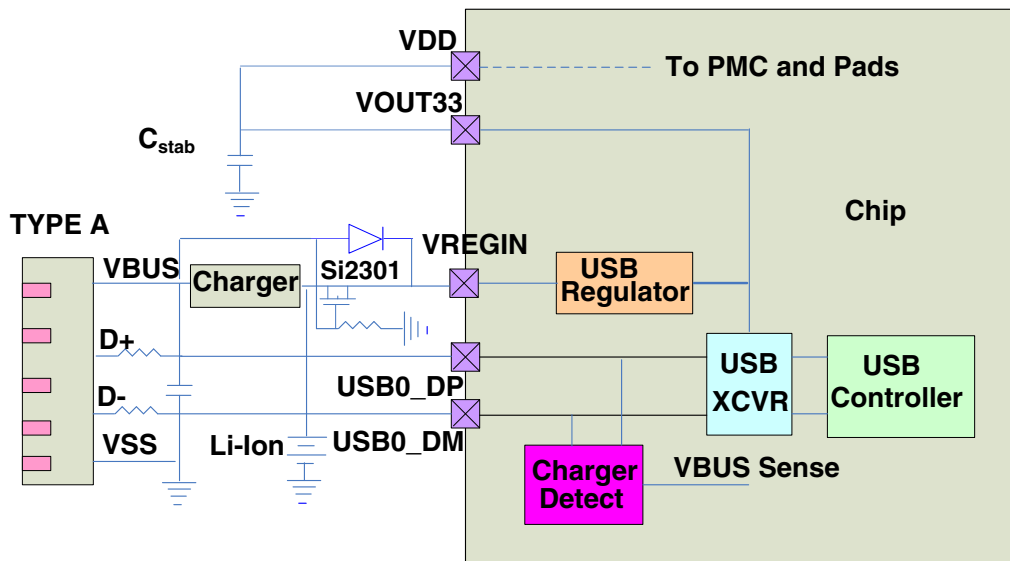 VDD
To PMC and Pads
VOUT33
Cstab
Chip
TYPE A
VREGIN
VBUS
Charger
Si2301
USB
Regulator
D+
USB
XCVR
USB
Controller
D-
USB0_DP
VSS
Li-Ion
USB0_DM
Charger
Detect
VBUS Sense